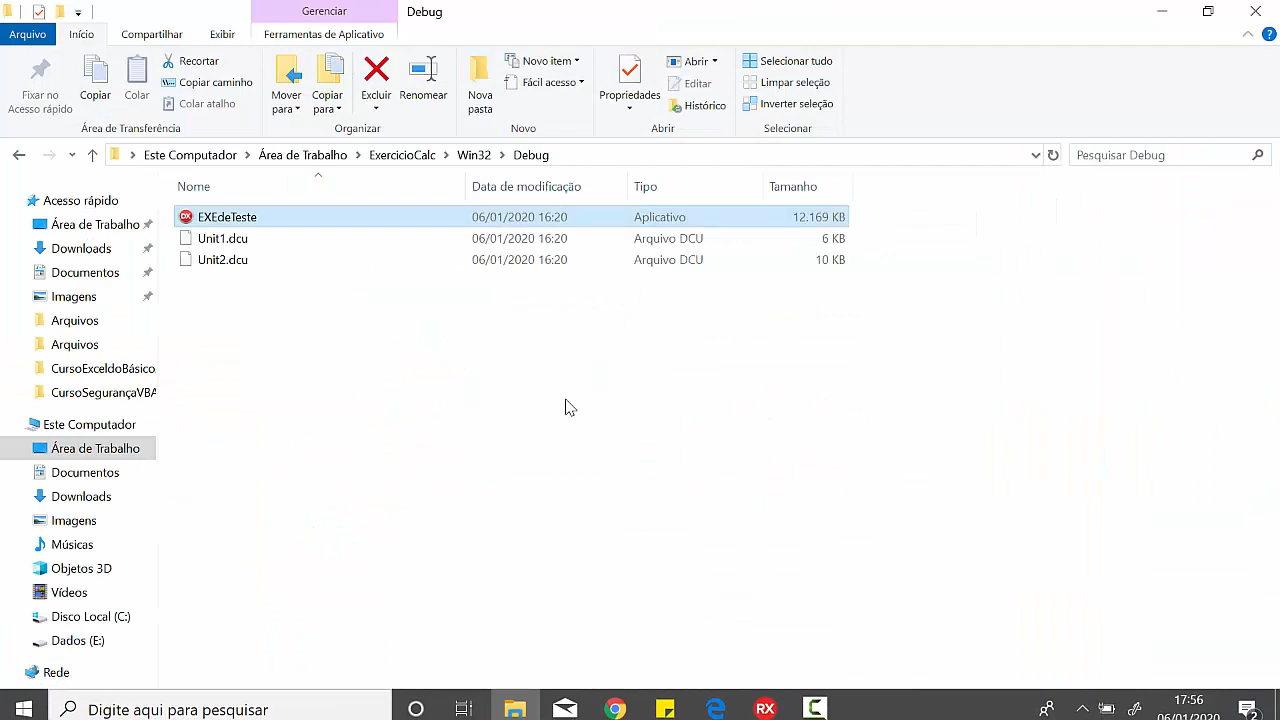 Gerenciar
Debug
Arquivo
Início
Compartilhar
Exibir
Ferramentas de Aplicativo
?
Fixar no
Acesso rápido
Copiar
Colar
Recortar
Copiar caminho
Colar atalho
Área de Transferência
Mover
para
Copiar
para
Excluir
Renomear
Organizar
Nova
pasta
Novo item
Fácil acesso
Novo
Propriedades
Abrir
Editar
Histórico
Abrir
Selecionar tudo
Limpar seleção
Inverter seleção
Selecionar
Este Computador
Área de Trabalho
ExercicioCalc
Win32
Debug
Pesquisar Debug
Nome
Data de modificação
Tipo
Tamanho
DX EXEdeTeste 06/01/2020 16:20 Aplicativo 12.169 KB
Unit1.dcu 06/01/2020 16:20 Arquivo DCU 6 KB
Unit2.dcu 06/01/2020 16:20 Arquivo DCU 10 KB
Acesso rápido
Área de Trabalho
Downloads
Documentos
Imagens
Arquivos
Arquivos
CursoExceldoBásico
CursoSegurançaVBA
Este Computador
Área de Trabalho
Documentos
Downloads
Imagens
Músicas
Objetos 3D
Vídeos
Disco Local (C:)
Dados (E:)
Rede
Digite aqui para pesquisar
RX
C
17:56
06/01/2020
2